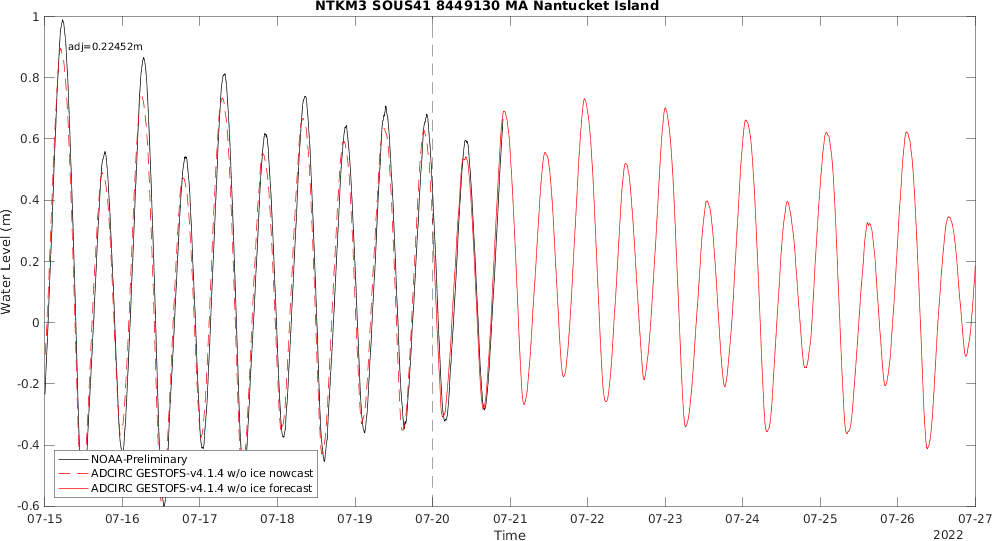 NTKM3 SOUS41 8449130 MA Nantucket Island
1
adj=0.22452m
0.8
0.6
0.4
0.2
0
-0.2
-0.4
-0.6
Water Level (m)
NOAA-Preliminary
ADCIRC GESTOFS-v4.1.4 w/o ice nowcast
ADCIRC GESTOFS-v4.1.4 w/o ice forecast
07-15 07-16 07-17 07-18 07-19 07-20 07-21 07-22 07-23 07-24 07-25 07-26 07-27
Time
2022